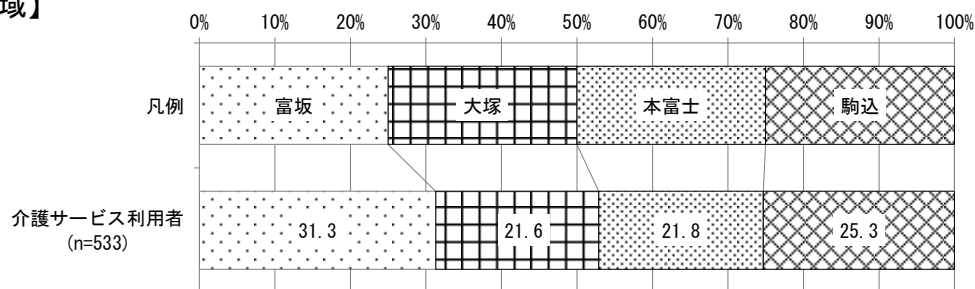 域】
0% 10% 20% 30% 40% 50% 60% 70% 80% 90% 100%
凡例 富坂 大塚 本富士 駒込
介護サービス利用者
(n=533)
31.3 21.6 21.8 25.3